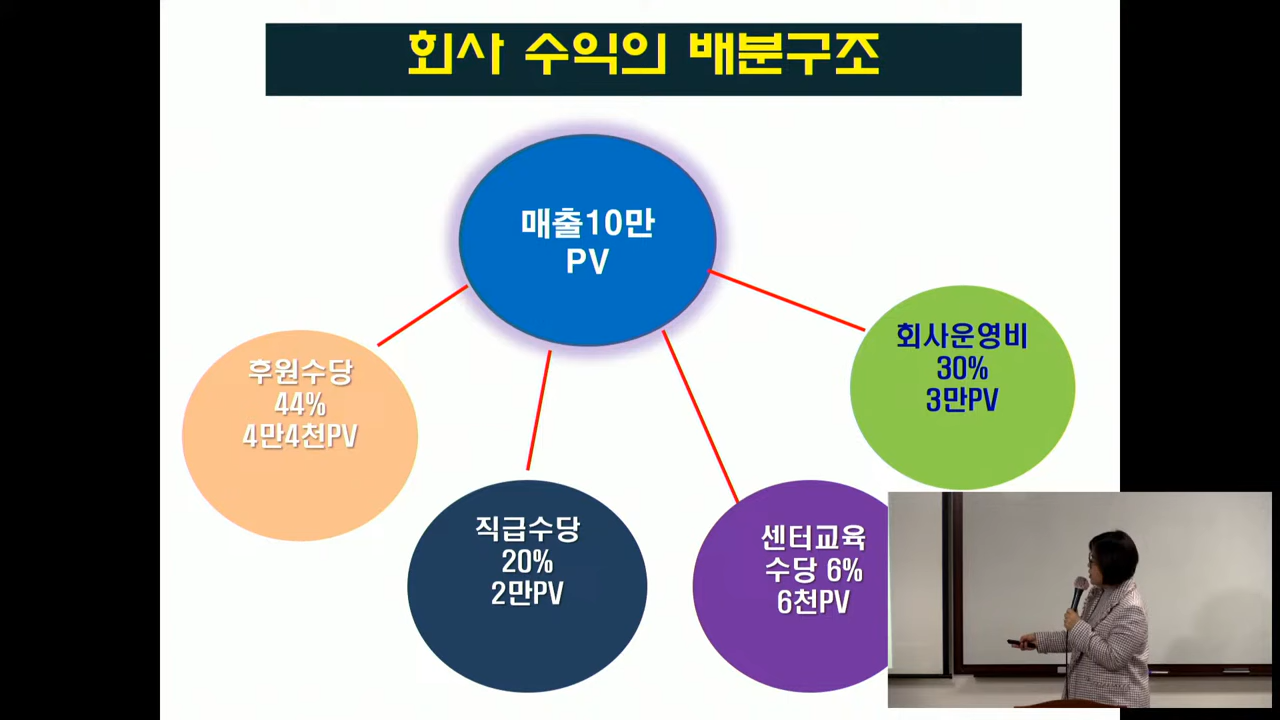 회사 수익의 배분구조
매출10만
PV
후원수당
44%
4만4천PV
직급수당
20%
2만PV
센터교육
수당 6%
6천PV
회사운영비
30%
3만PV